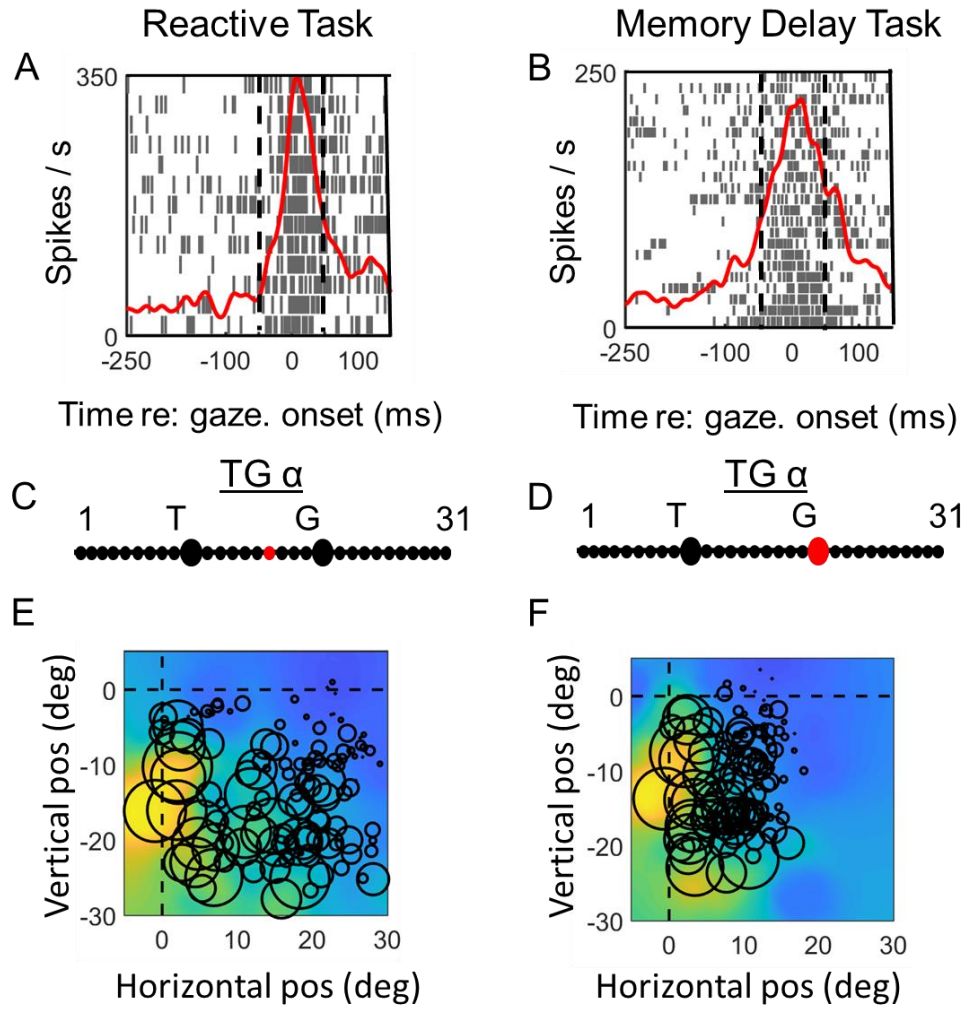 Reactive Task
Memory Delay Task
A
350
Spikes / s
0
-250
-100
0
100
Time re: gaze. onset (ms)
B
250
Spikes / s
0
-250
-100
0
100
Time re: gaze. onset (ms)
C
TG α
1
T
G
31
D
TG α
1
T
G
31
E
Vertical pos (deg)
0
-10
-20
-30
0
10
20
30
Horizontal pos (deg)
F
Vertical pos (deg)
0
-10
-20
-30
0
10
20
30
Horizontal pos (deg)